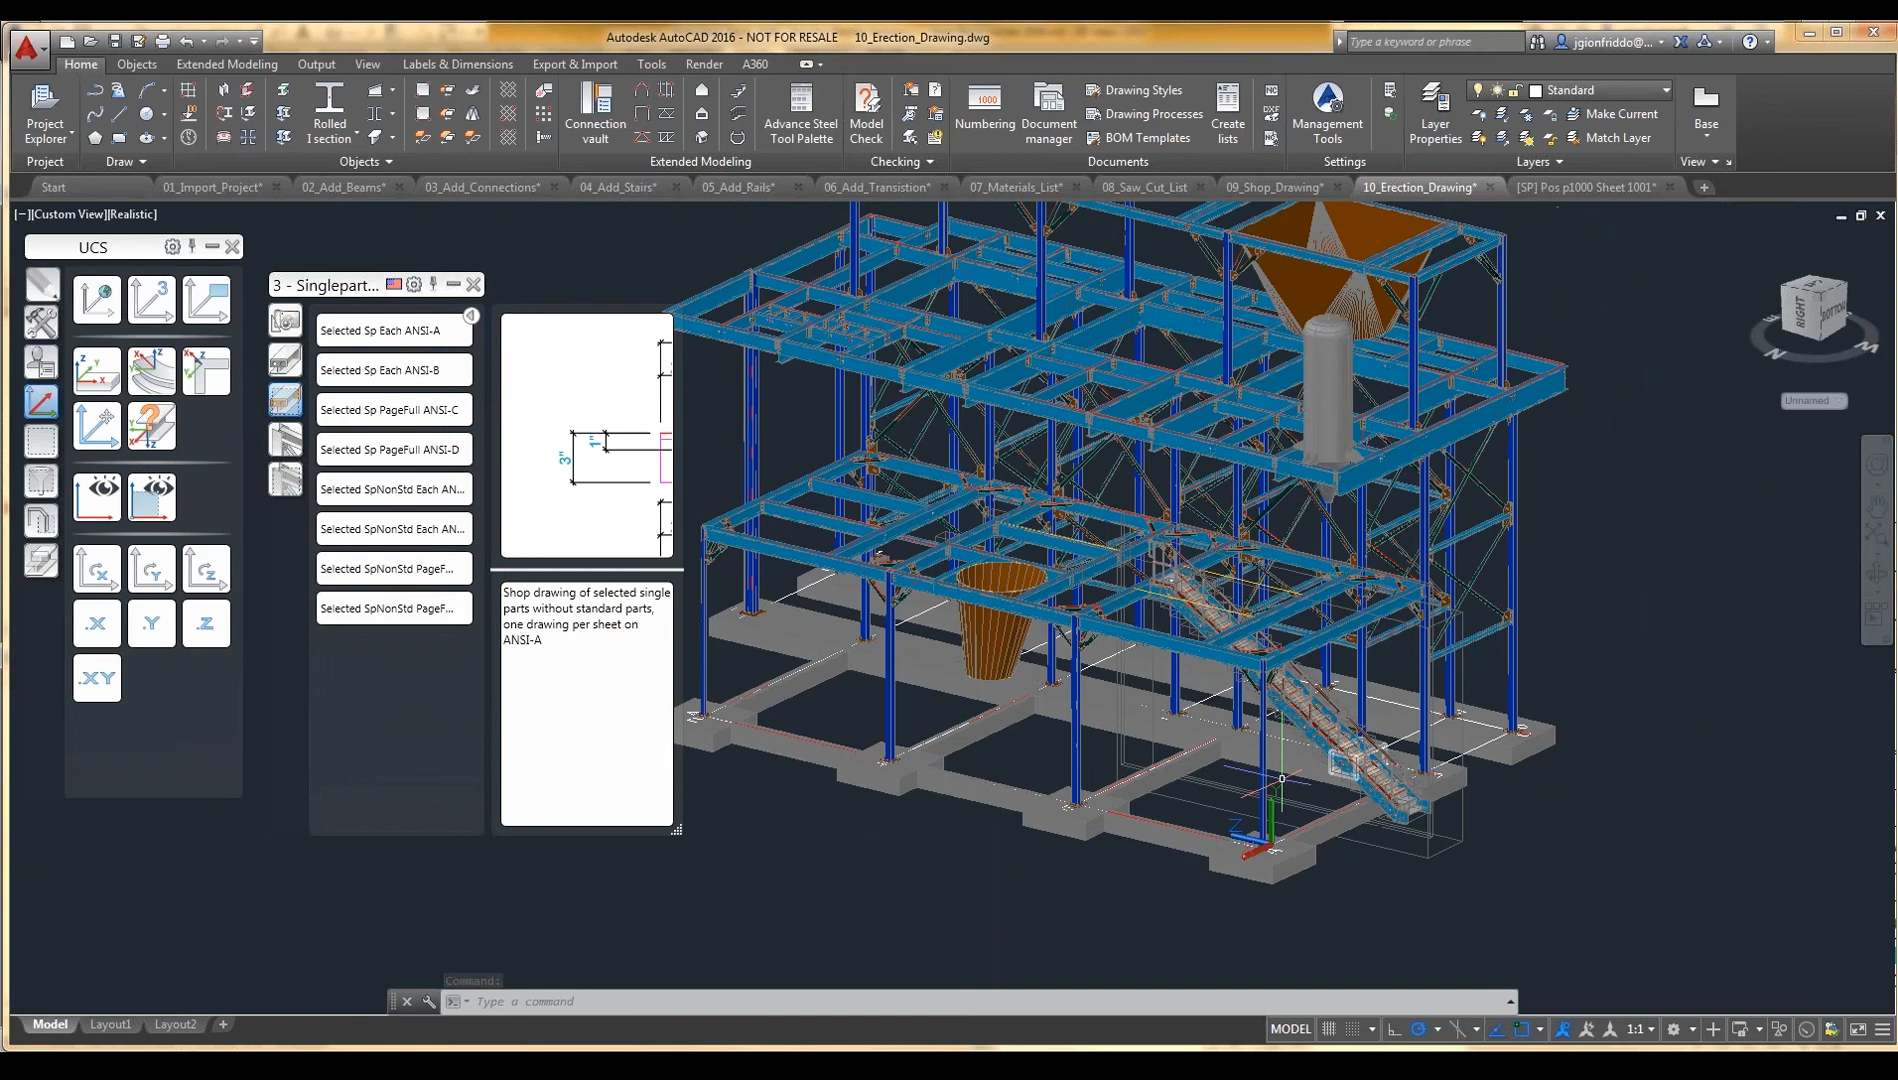 Autodesk AutoCAD 2016 - NOT FOR RESALE 10_Erection_Drawing.dwg
Type a keyword or phrase
jgionfriddo@...
Home Objects Extended Modeling Output View Labels & Dimensions Export & Import Tools Render A360
Project Explorer
Rolled I section
Connection vault
Advance Steel Tool Palette
Model Check
1000
Numbering
Document manager
Drawing Styles
Drawing Processes
BOM Templates
Create lists
DXF
Management Tools
Layer Properties
Standard
Make Current
Match Layer
Base
Project Draw Objects Extended Modeling Checking Documents Settings Layers View
Start 01_Import_Project* 02_Add_Beams* 03_Add_Connections* 04_Add_Stairs* 05_Add_Rails* 06_Add_Transistion* 07_Materials_List* 08_Saw_Cut_List 09_Shop_Drawing* 10_Erection_Drawing* [SP] Pos p1000 Sheet 1001*
[−][Custom View][Realistic]
UCS
3
Z
Y
X
.X
.Y
.Z
.XY
3 - Singlepart...
Selected Sp Each ANSI-A
Selected Sp Each ANSI-B
Selected Sp PageFull ANSI-C
Selected Sp PageFull ANSI-D
Selected SpNonStd Each AN...
Selected SpNonStd Each AN...
Selected SpNonStd PageF...
Selected SpNonStd PageF...
3"
1"
Shop drawing of selected single
parts without standard parts,
one drawing per sheet on
ANSI-A
RIGHT
BOTTOM
Unnamed
Z
Command:
Type a command
Model Layout1 Layout2
MODEL
1:1